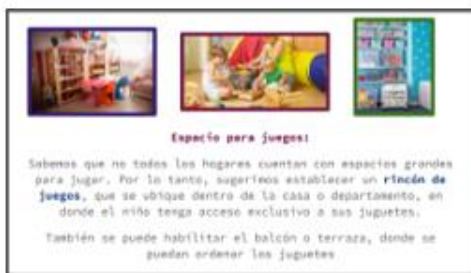 Espacio para juegos:
Sabemos que no todos los hogares cuentan con espacios grandes
para jugar. Por lo tanto, sugerimos establecer un rincón de
juegos, que se ubique dentro de la casa o departamento, en
donde el niño tenga acceso exclusivo a sus juguetes.
También se puede habilitar el balcón o terraza, donde se
puedan ordenar los juguetes